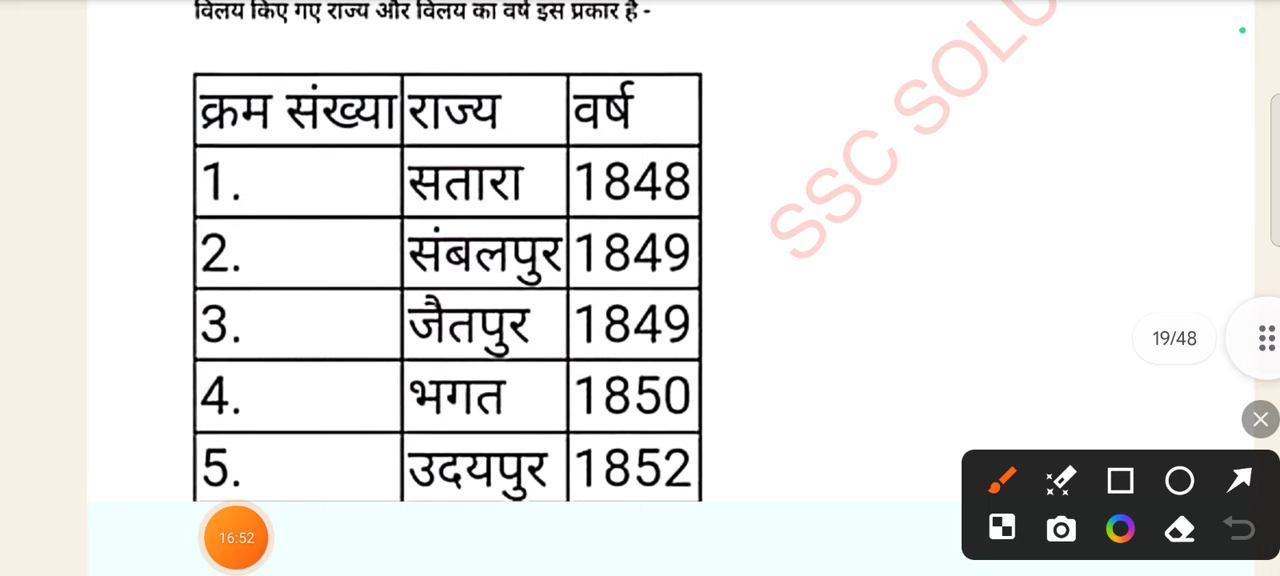 विलय किए गए राज्य और विलय का वर्ष इस प्रकार है -
क्रम संख्या राज्य वर्ष
1. सतारा 1848
2. संबलपुर 1849
3. जैतपुर 1849
4. भगत 1850
5. उदयपुर 1852
SSC SOLU
19/48
16:52